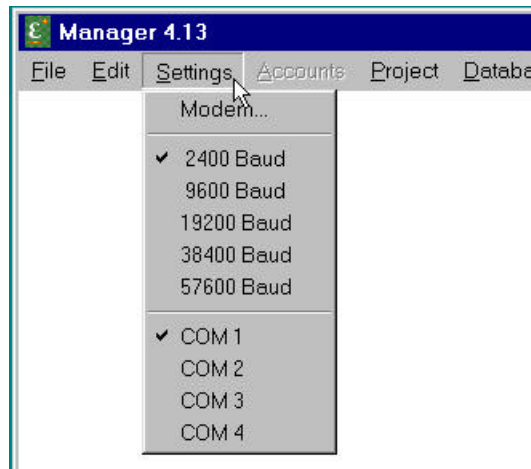 Manager 4.13
File Edit Settings Accounts Project Databa
Modem...
2400 Baud
9600 Baud
19200 Baud
38400 Baud
57600 Baud
COM 1
COM 2
COM 3
COM 4